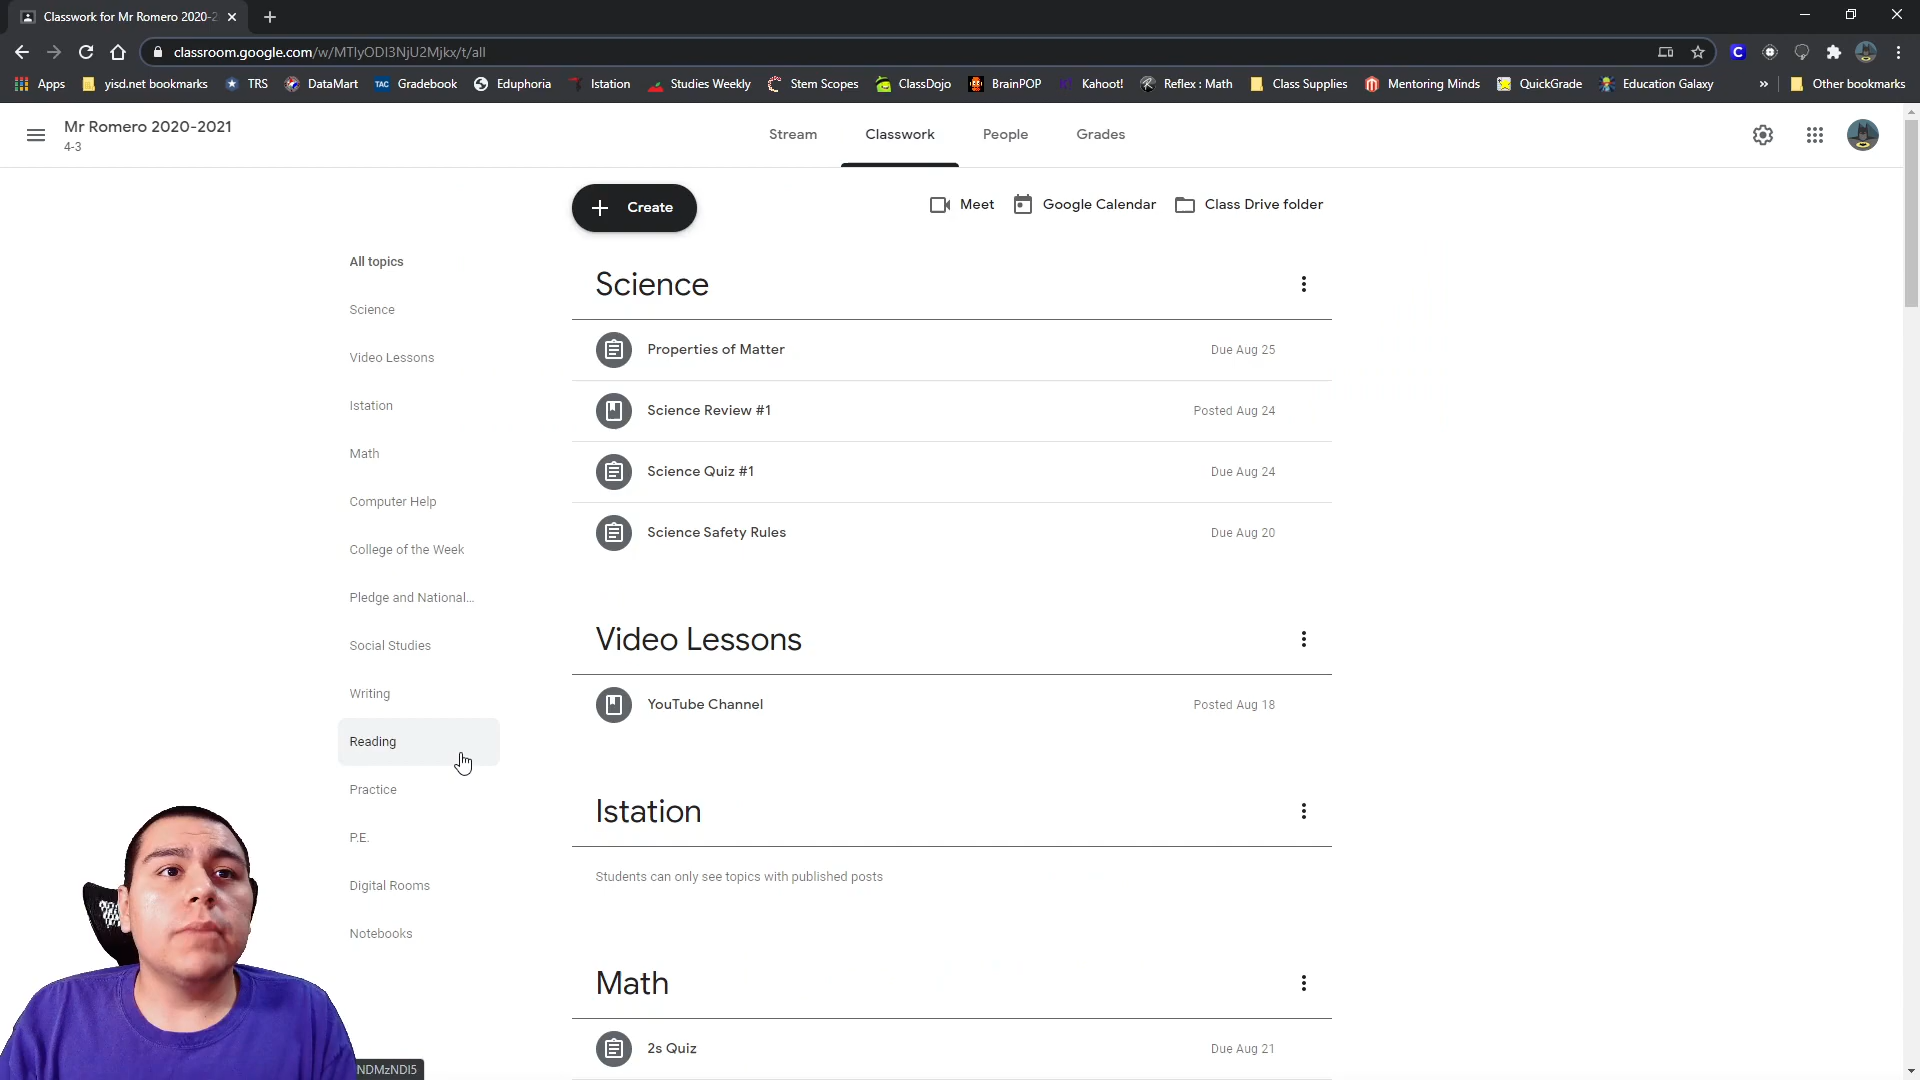 Classwork for Mr Romero 2020-2
classroom.google.com/w/MTIyODI3NjU2Mjkx/t/all
Apps yisd.net bookmarks TRS DataMart TAC Gradebook Eduphoria Istation Studies Weekly Stem Scopes ClassDojo BrainPOP Kahoot! Reflex : Math Class Supplies Mentoring Minds QuickGrade Education Galaxy » Other bookmarks
Mr Romero 2020-2021
4-3
Stream Classwork People Grades
Create
Meet Google Calendar Class Drive folder
All topics
Science
Video Lessons
Istation
Math
Computer Help
College of the Week
Pledge and National...
Social Studies
Writing
Reading
Practice
P.E.
Digital Rooms
Notebooks
Science
Properties of Matter Due Aug 25
Science Review #1 Posted Aug 24
Science Quiz #1 Due Aug 24
Science Safety Rules Due Aug 20
Video Lessons
YouTube Channel Posted Aug 18
Istation
Students can only see topics with published posts
Math
2s Quiz Due Aug 21
NDMzNDI5